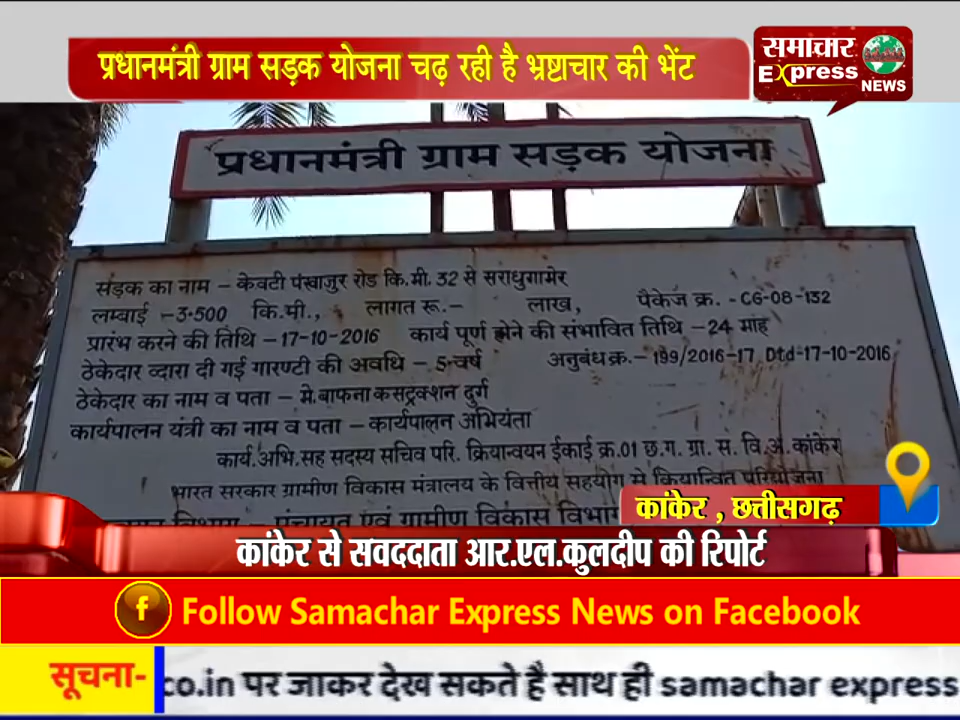 प्रधानमंत्री ग्राम सड़क योजना चढ़ रही है भ्रष्टाचार की भेंट
समाचार
Express
NEWS
प्रधानमंत्री ग्राम सड़क योजना
सड़क का नाम – केवटी पंखाजुर रोड कि.मी. 32 से सराधुगामेर
लम्बाई –3.500 कि.मी., लागत रू.– लाख, पैकेज क्र. -CG-08-132
प्रारंभ करने की तिथि –17-10-2016 कार्य पूर्ण होने की संभावित तिथि –24 माह
ठेकेदार व्दारा दी गई गारण्टी की अवधि – 5-वर्ष अनुबंध क्र.– 199/2016-17 Dtd-17-10-2016
ठेकेदार का नाम व पता – मे.बाफना कसट्रक्शन दुर्ग
कार्यपालन यंत्री का नाम व पता – कार्यपालन अभियंता
कार्य.अभि.सह सदस्य सचिव परि. क्रियान्वयन ईकाई क्र.01 छ.ग. ग्रा. स. वि.अ. कांकेर
भारत सरकार ग्रामीण विकास मंत्रालय के वित्तीय सहयोग से क्रियान्वित परियोजना
विभाग – पंचायत एवं ग्रामीण विकास विभाग
कांकेर , छत्तीसगढ़
कांकेर से सवददाता आर.एल.कुलदीप की रिपोर्ट
f Follow Samachar Express News on Facebook
सूचना- co.in पर जाकर देख सकते है साथ ही samachar express